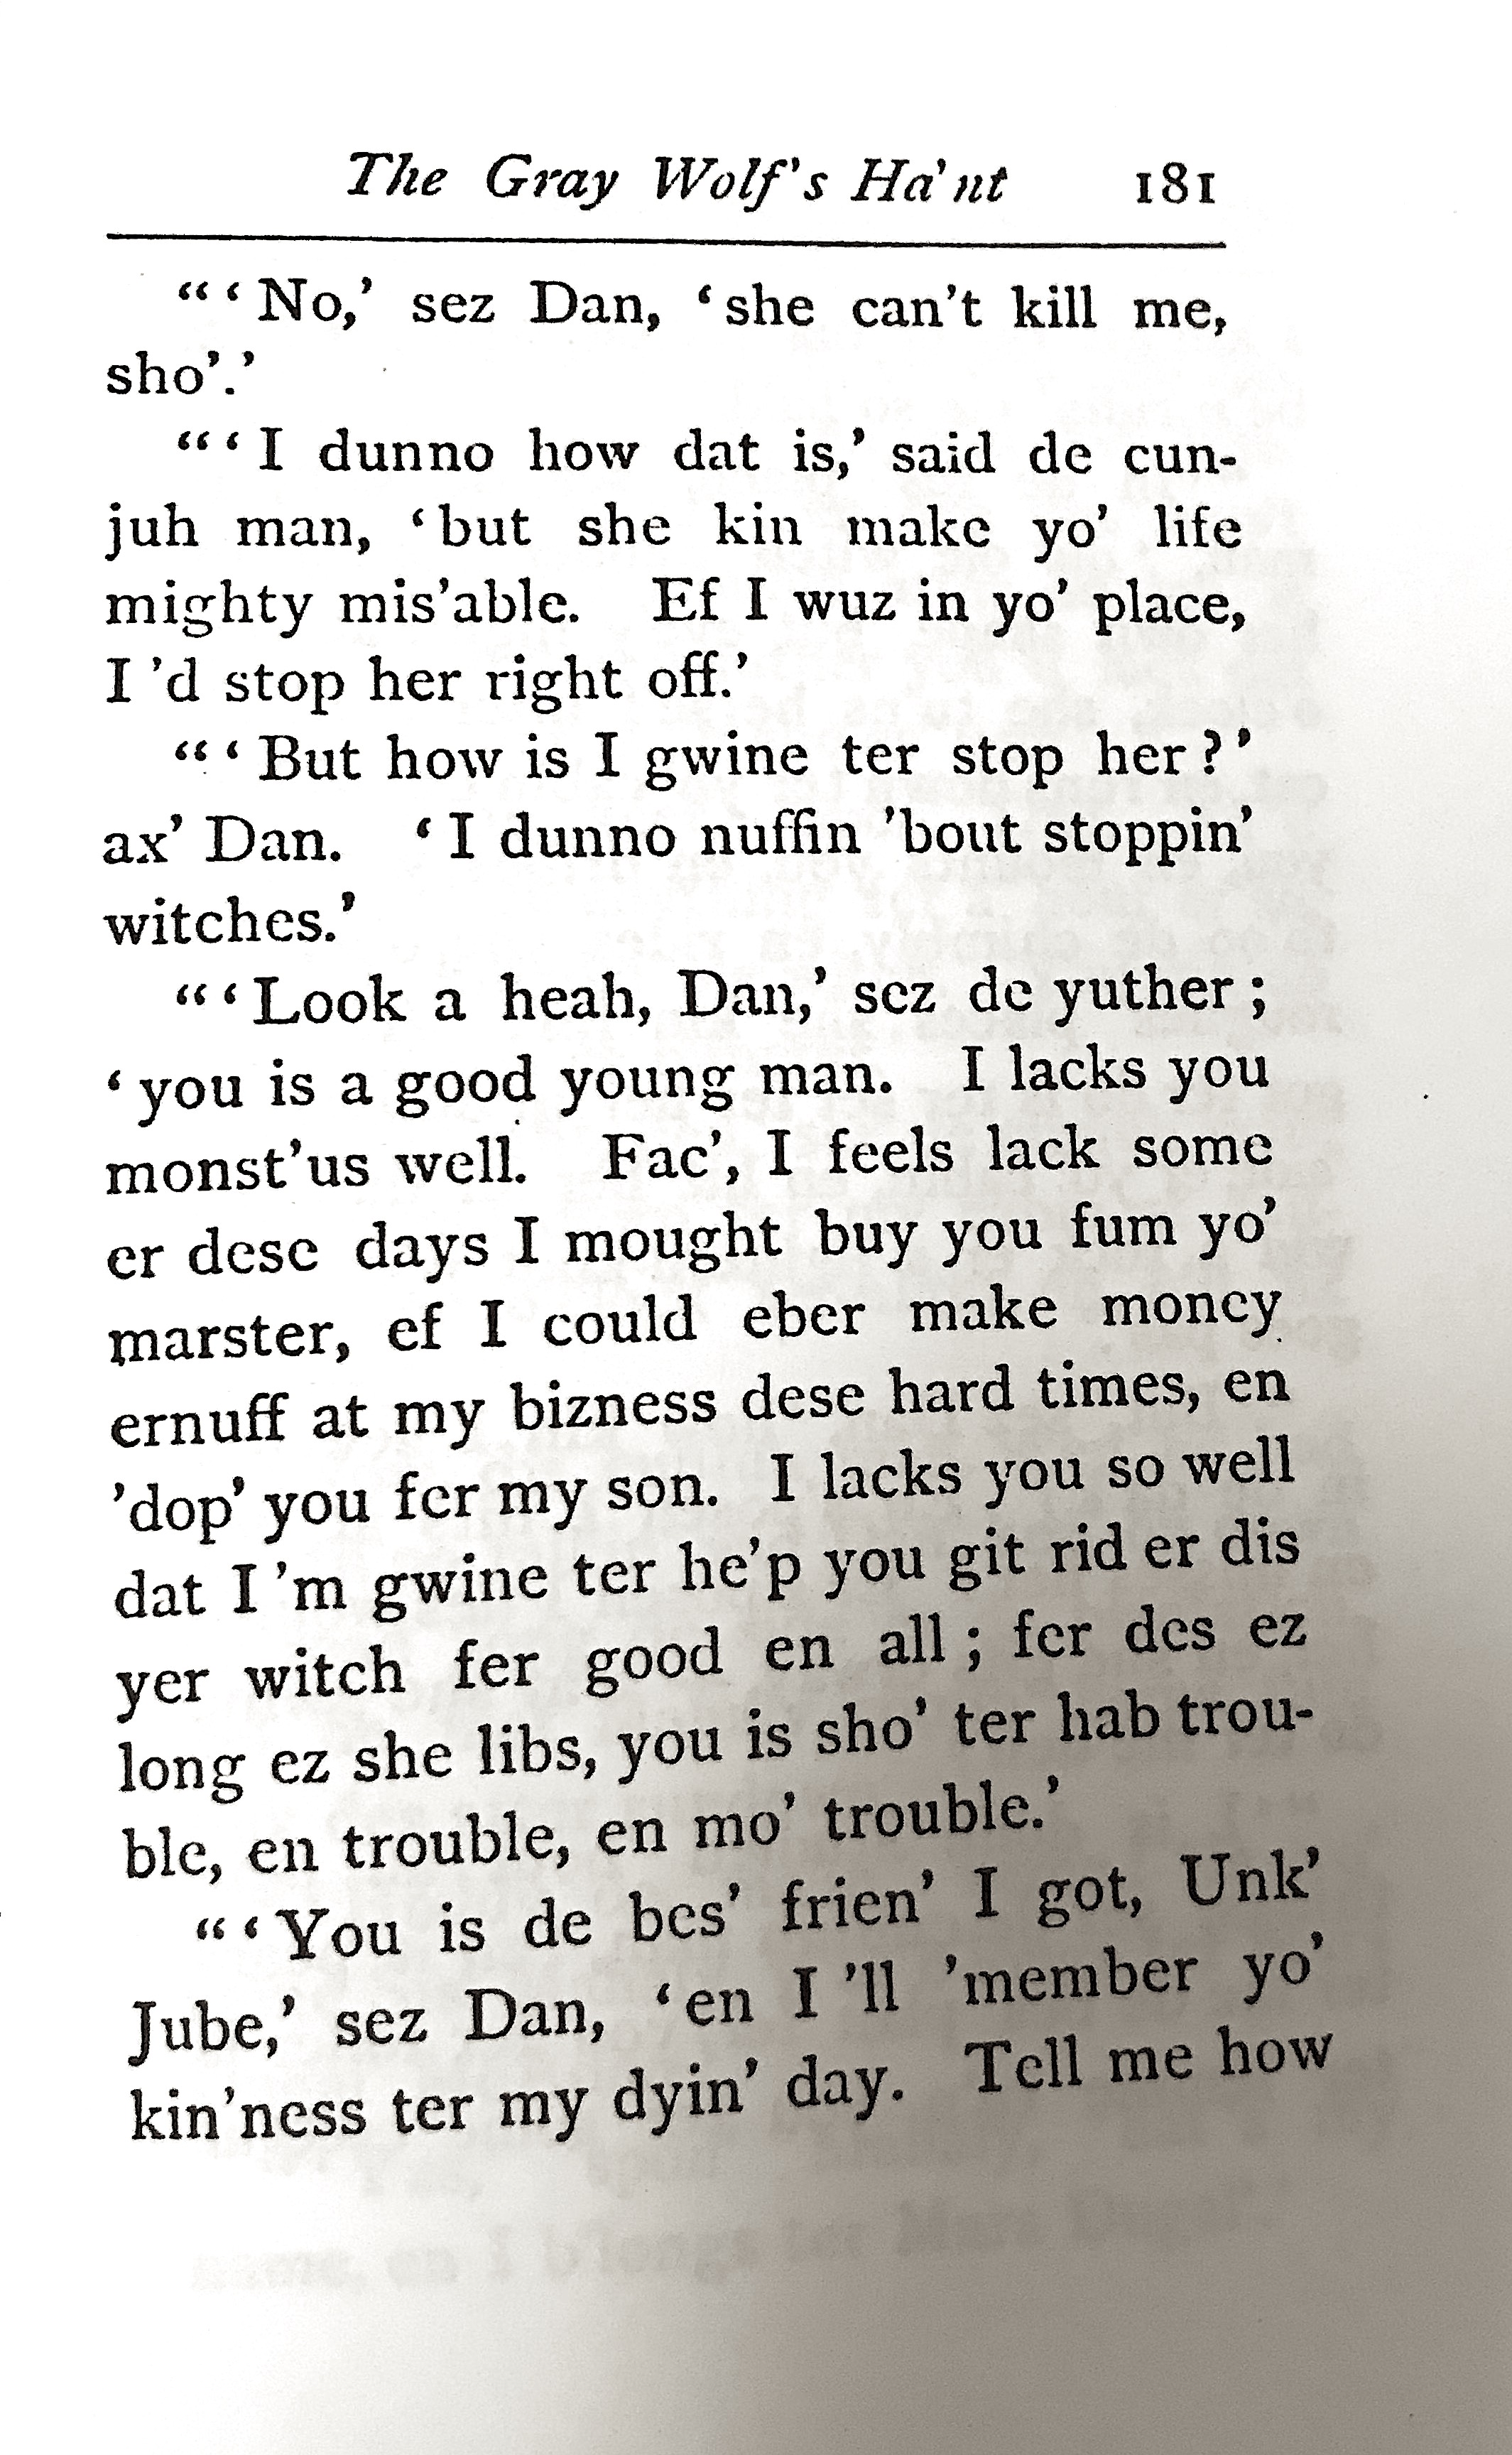 The Gray Wolf's Ha'nt 181
"'No,' sez Dan, 'she can't kill me,
sho'.'
"'I dunno how dat is,' said de cun-
juh man, 'but she kin make yo' life
mighty mis'able. Ef I wuz in yo' place,
I 'd stop her right off.'
"'But how is I gwine ter stop her?'
ax' Dan. 'I dunno nuffin 'bout stoppin'
witches.'
"'Look a heah, Dan,' sez de yuther;
'you is a good young man. I lacks you
monst'us well. Fac', I feels lack some
er dese days I mought buy you fum yo'
marster, ef I could eber make money
ernuff at my bizness dese hard times, en
'dop' you fer my son. I lacks you so well
dat I 'm gwine ter he'p you git rid er dis
yer witch fer good en all; fer des ez
long ez she libs, you is sho' ter hab trou-
ble, en trouble, en mo' trouble.'
"'You is de bes' frien' I got, Unk'
Jube,' sez Dan, 'en I 'll 'member yo'
kin'ness ter my dyin' day. Tell me how